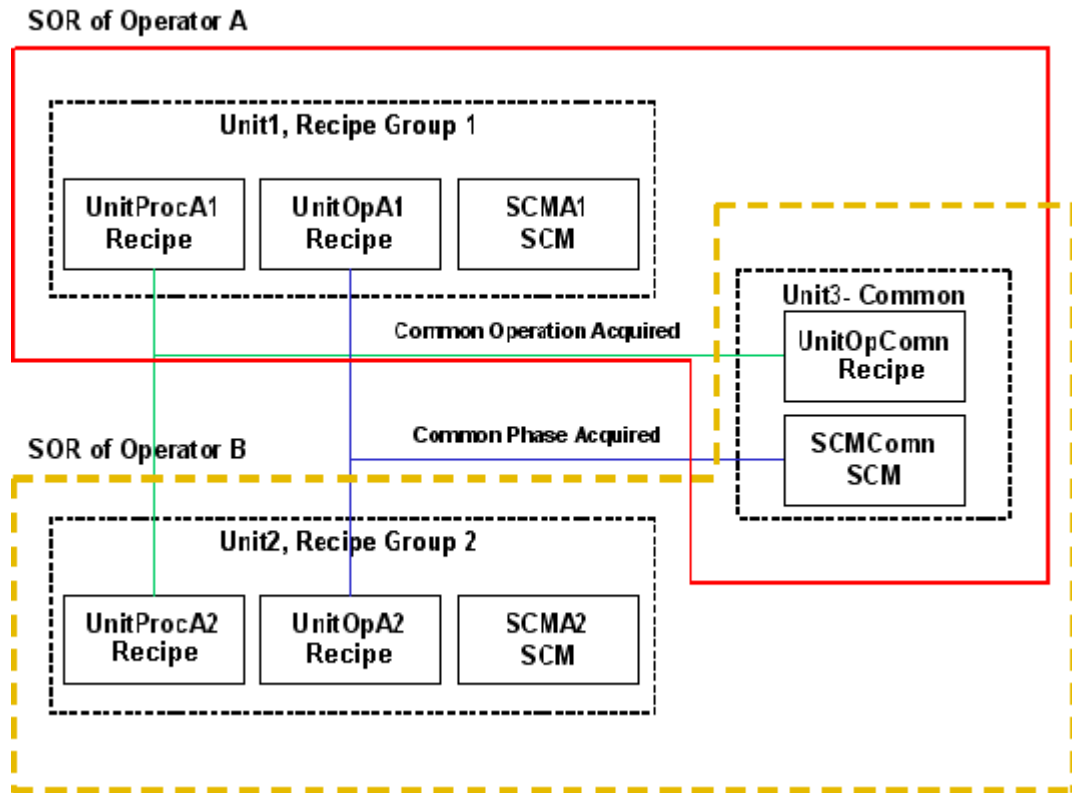 SOR of Operator A
Unit1, Recipe Group 1
UnitProcA1
Recipe
UnitOpA1
Recipe
SCMA1
SCM
Unit3- Common
Common Operation Acquired
UnitOpComn
Recipe
Common Phase Acquired
SCMComn
SCM
SOR of Operator B
Unit2, Recipe Group 2
UnitProcA2
Recipe
UnitOpA2
Recipe
SCMA2
SCM